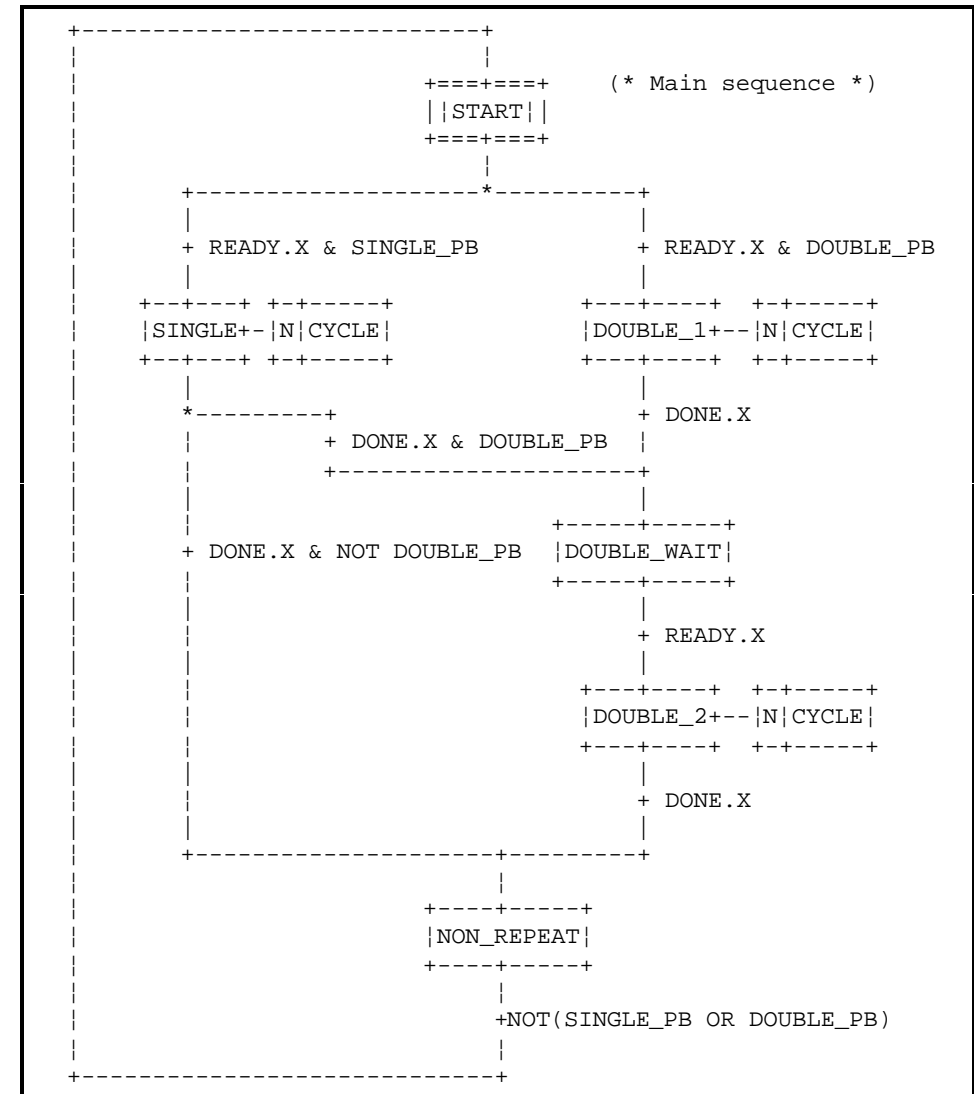 (* Main sequence *)
START
READY.X & SINGLE_PB READY.X & DOUBLE_PB
SINGLE N CYCLE DOUBLE_1 N CYCLE
DONE.X
DONE.X & DOUBLE_PB
DONE.X & NOT DOUBLE_PB DOUBLE_WAIT
READY.X
DOUBLE_2 N CYCLE
DONE.X
NON_REPEAT
NOT(SINGLE_PB OR DOUBLE_PB)